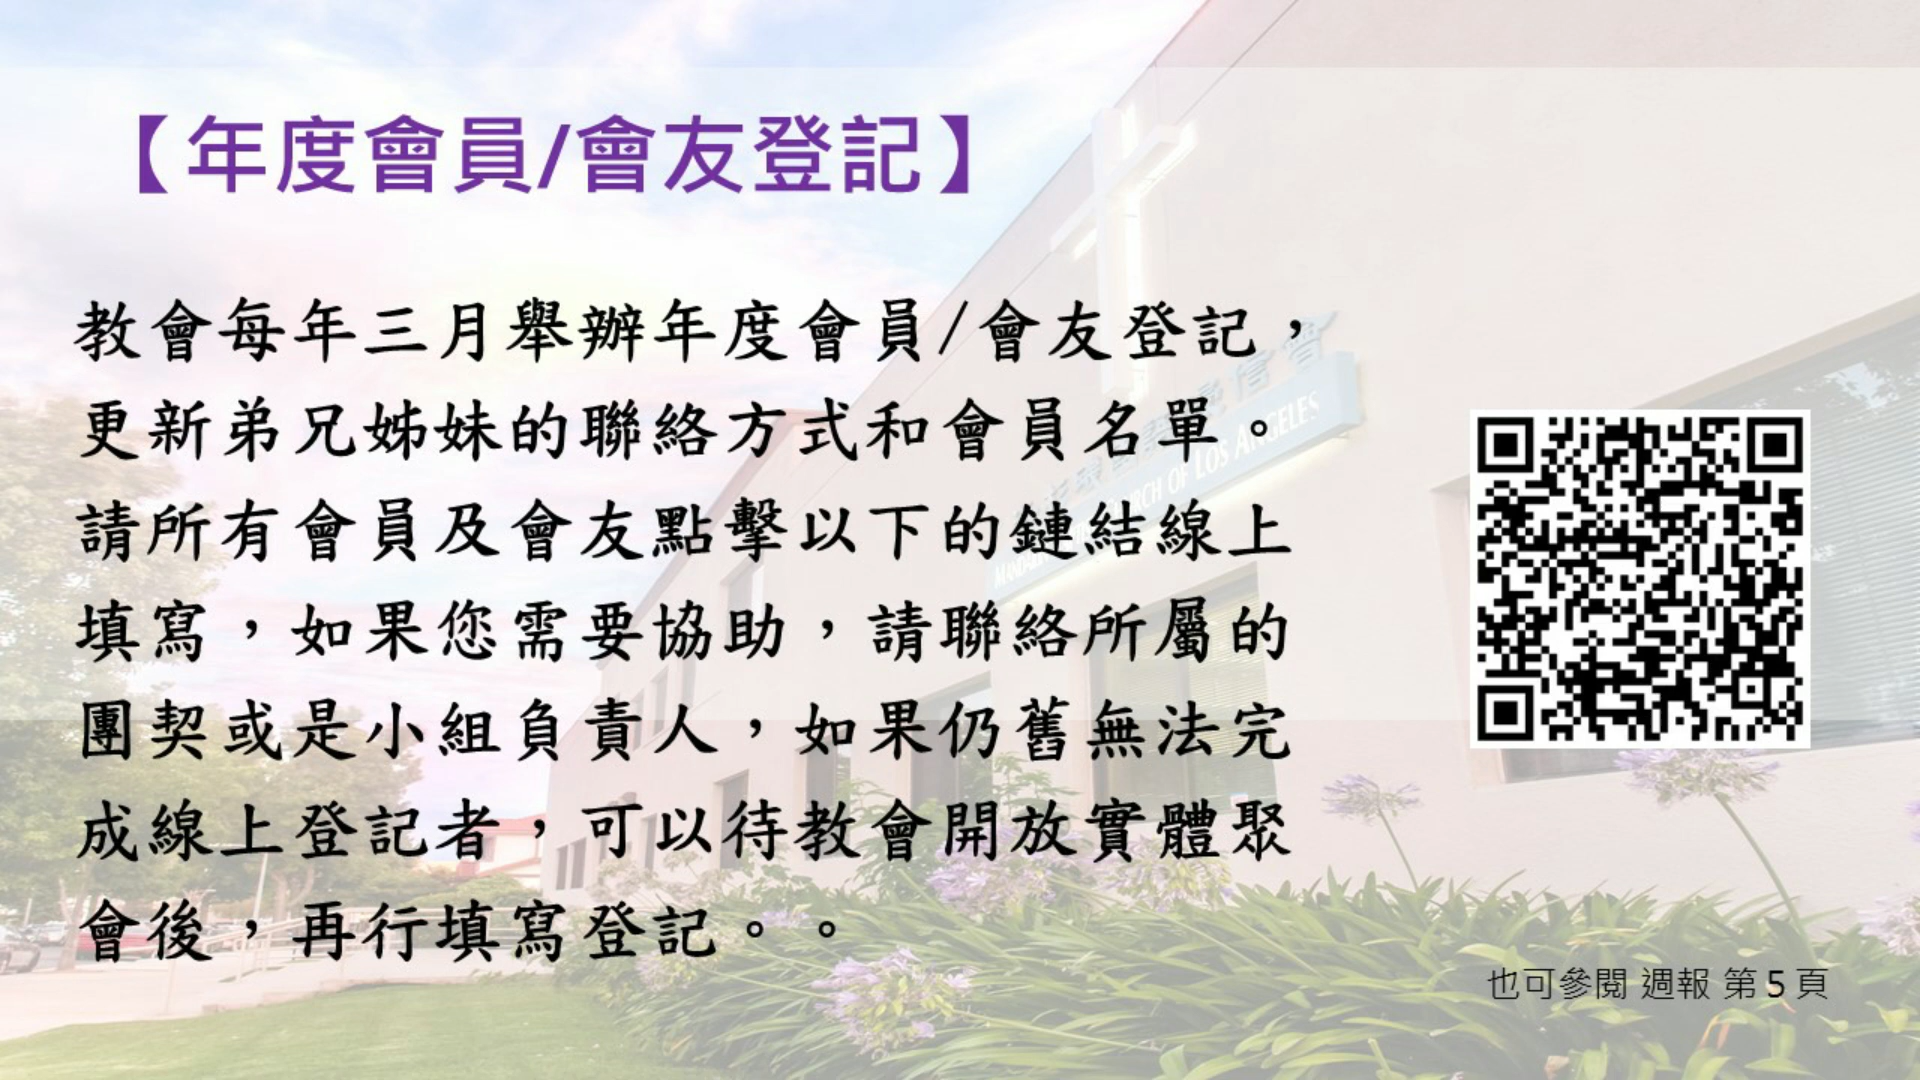 【年度會員/會友登記】
教會每年三月舉辦年度會員/會友登記，
更新弟兄姊妹的聯絡方式和會員名單。
請所有會員及會友點擊以下的鏈結線上
填寫，如果您需要協助，請聯絡所屬的
團契或是小組負責人，如果仍舊無法完
成線上登記者，可以待教會開放實體聚
會後，再行填寫登記。。
也可參閱 週報 第 5 頁